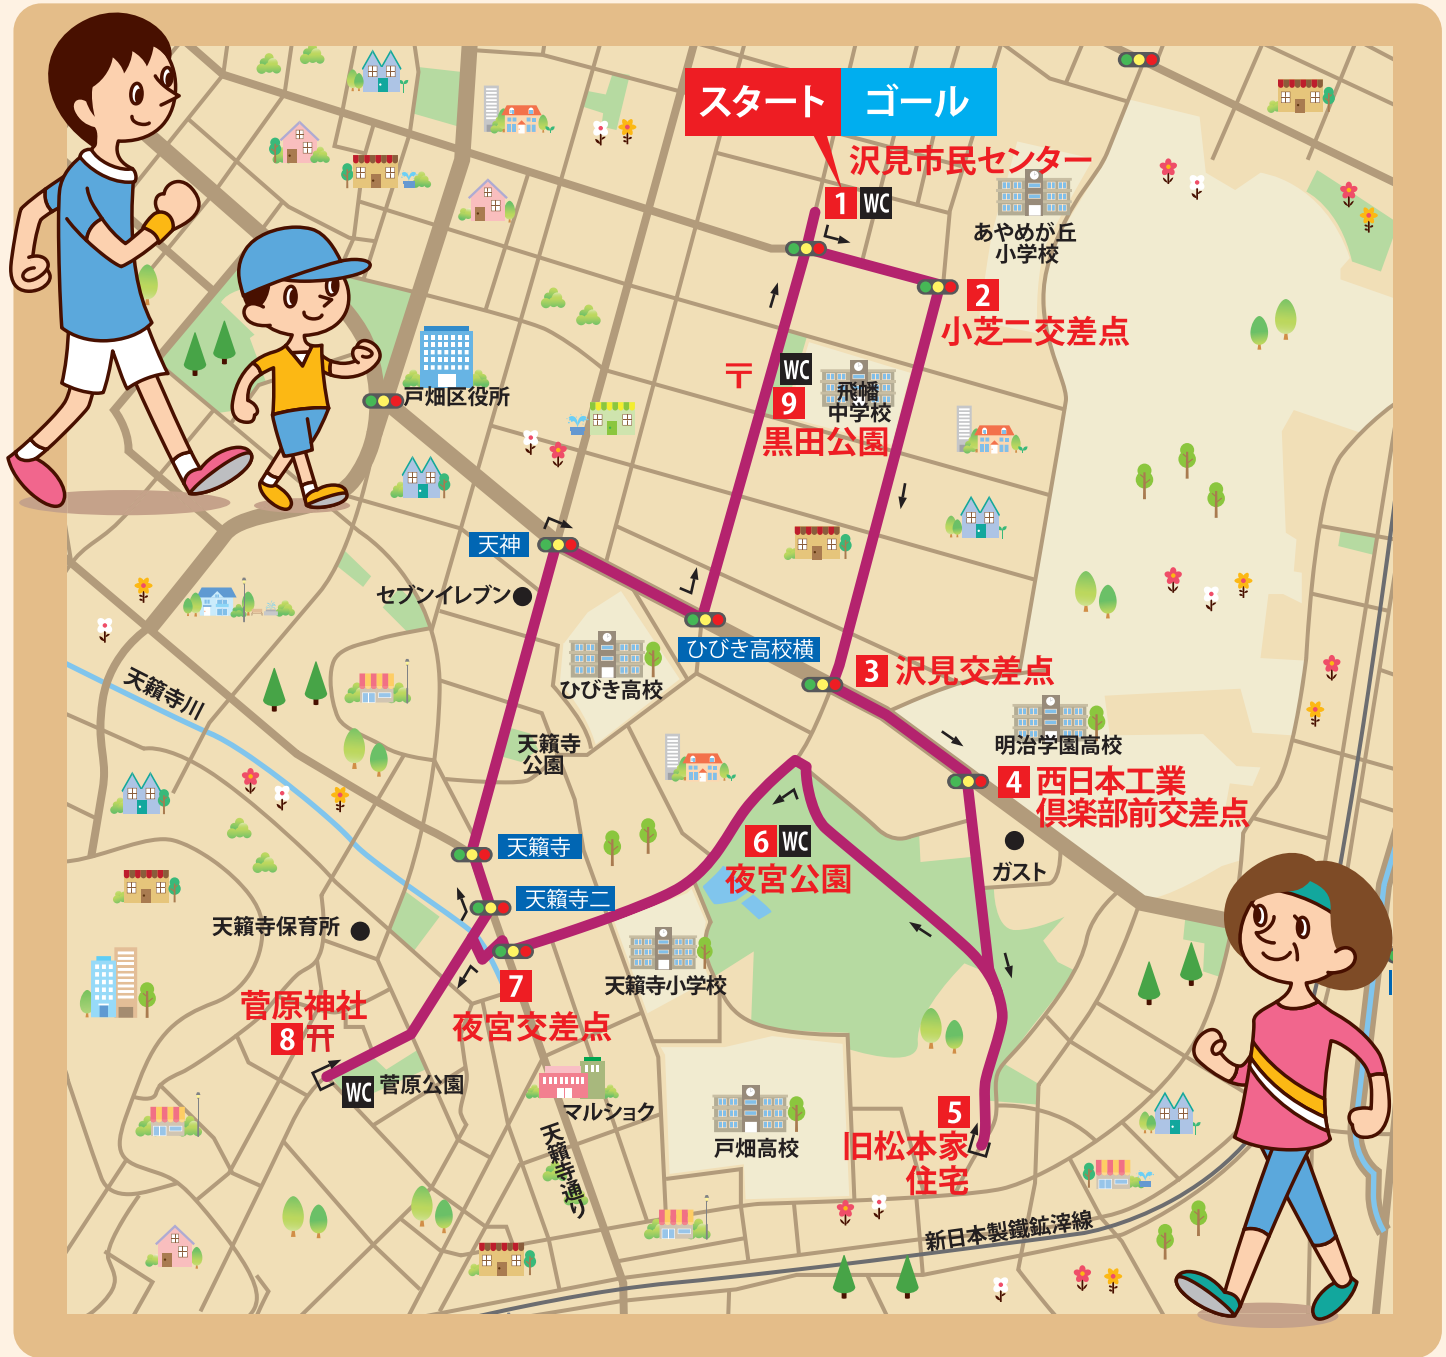 スタート ゴール
沢見市民センター
1 WC
あやめが丘
小学校
2
小芝二交差点
〒
WC
9
飛幡
中学校
黒田公園
戸畑区役所
天神
セブンイレブン
ひびき高校横
ひびき高校
3 沢見交差点
天籟寺川
天籟寺
公園
明治学園高校
4 西日本工業
倶楽部前交差点
6 WC
夜宮公園
ガスト
天籟寺
天籟寺二
天籟寺保育所
天籟寺小学校
7
夜宮交差点
菅原神社
8
WC 菅原公園
マルショク
天籟寺通り
戸畑高校
5
旧松本家
住宅
新日本製鐵鉱滓線